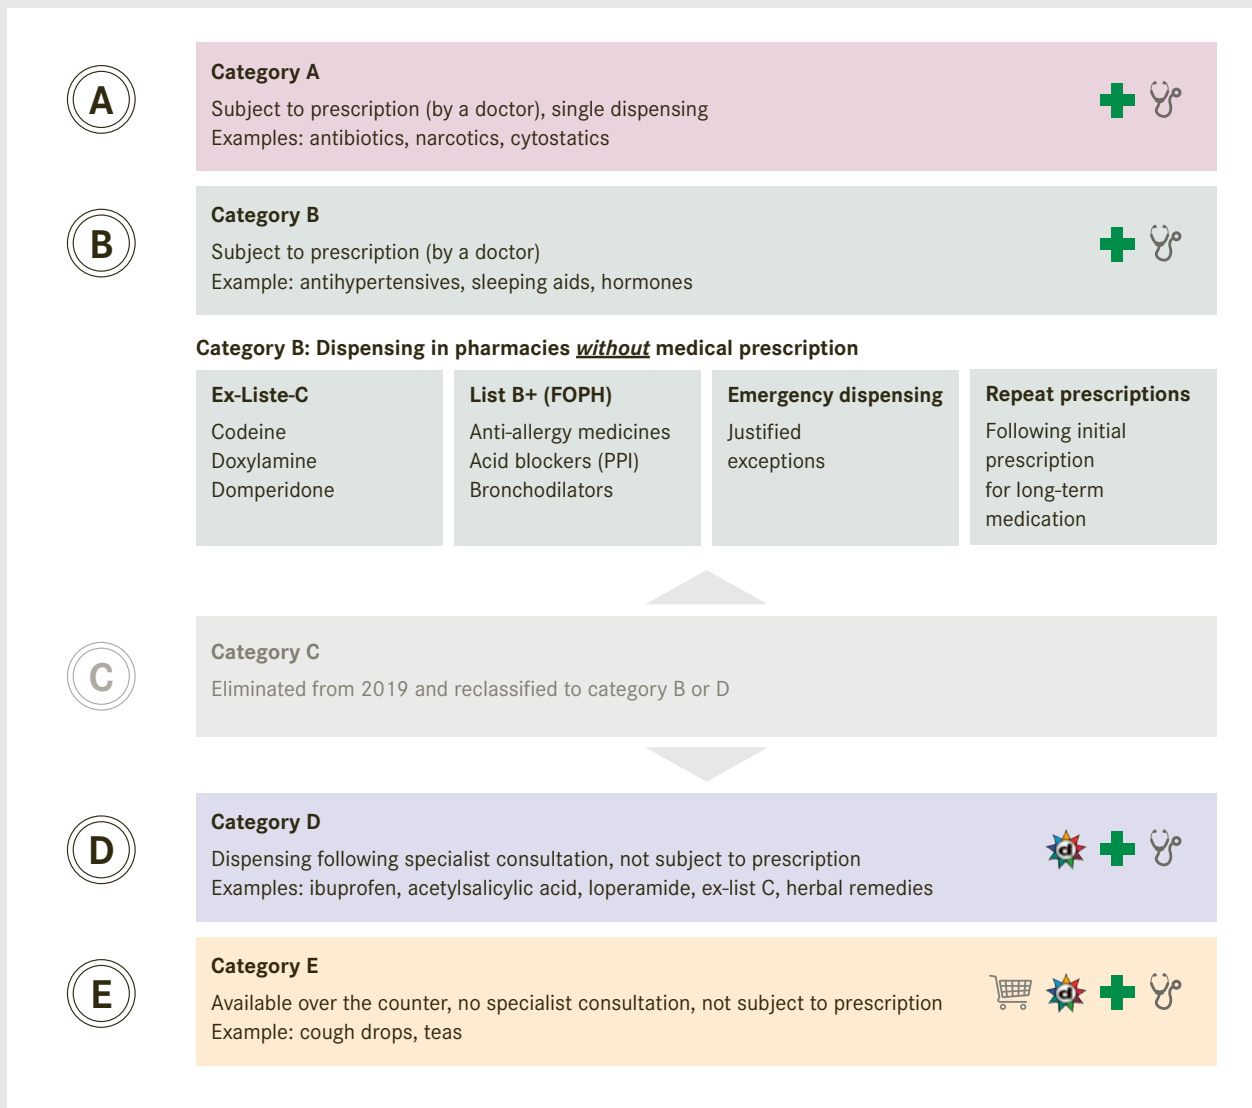 A
Category A
Subject to prescription (by a doctor), single dispensing
Examples: antibiotics, narcotics, cytostatics
B
Category B
Subject to prescription (by a doctor)
Example: antihypertensives, sleeping aids, hormones
Category B: Dispensing in pharmacies without medical prescription
Ex-Liste-C
Codeine
Doxylamine
Domperidone
List B+ (FOPH)
Anti-allergy medicines
Acid blockers (PPI)
Bronchodilators
Emergency dispensing
Justified
exceptions
Repeat prescriptions
Following initial
prescription
for long-term
medication
C
Category C
Eliminated from 2019 and reclassified to category B or D
D
Category D
Dispensing following specialist consultation, not subject to prescription
Examples: ibuprofen, acetylsalicylic acid, loperamide, ex-list C, herbal remedies
d
E
Category E
Available over the counter, no specialist consultation, not subject to prescription
Example: cough drops, teas
d